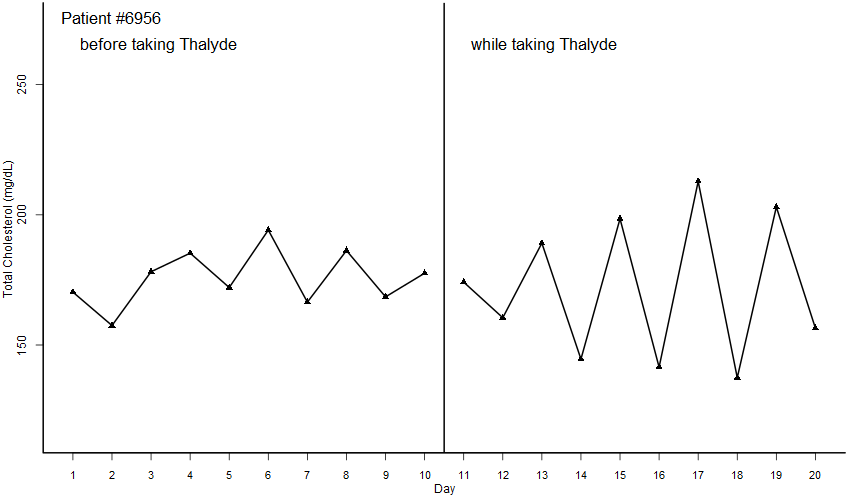 Patient #6956
before taking Thalyde
while taking Thalyde
Total Cholesterol (mg/dL)
250
200
150
1 2 3 4 5 6 7 8 9 10 11 12 13 14 15 16 17 18 19 20
Day